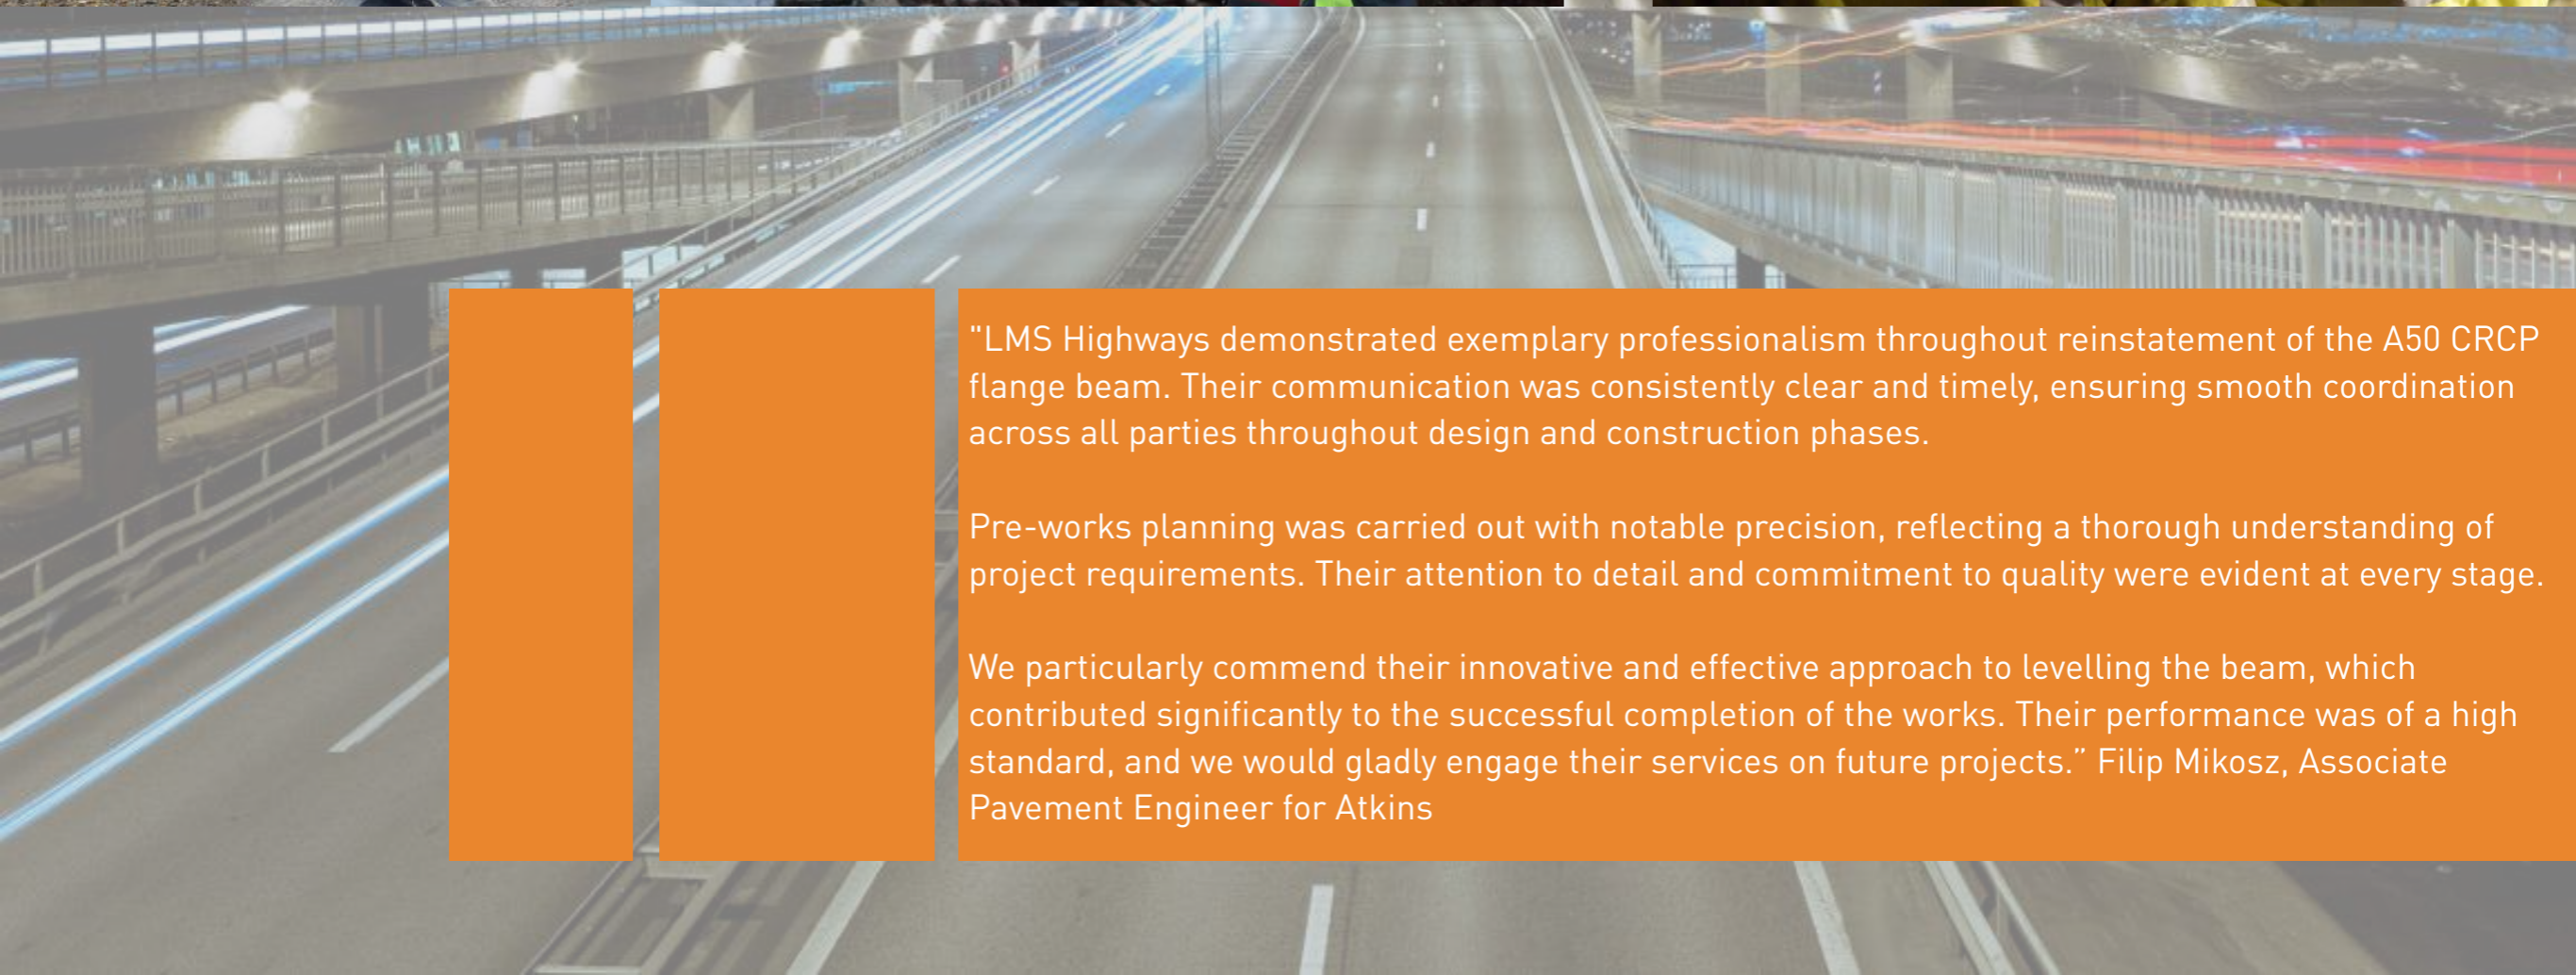 "LMS Highways demonstrated exemplary professionalism throughout reinstatement of the A50 CRCP
flange beam. Their communication was consistently clear and timely, ensuring smooth coordination
across all parties throughout design and construction phases.
Pre-works planning was carried out with notable precision, reflecting a thorough understanding of
project requirements. Their attention to detail and commitment to quality were evident at every stage.
We particularly commend their innovative and effective approach to levelling the beam, which
contributed significantly to the successful completion of the works. Their performance was of a high
standard, and we would gladly engage their services on future projects.” Filip Mikosz, Associate
Pavement Engineer for Atkins